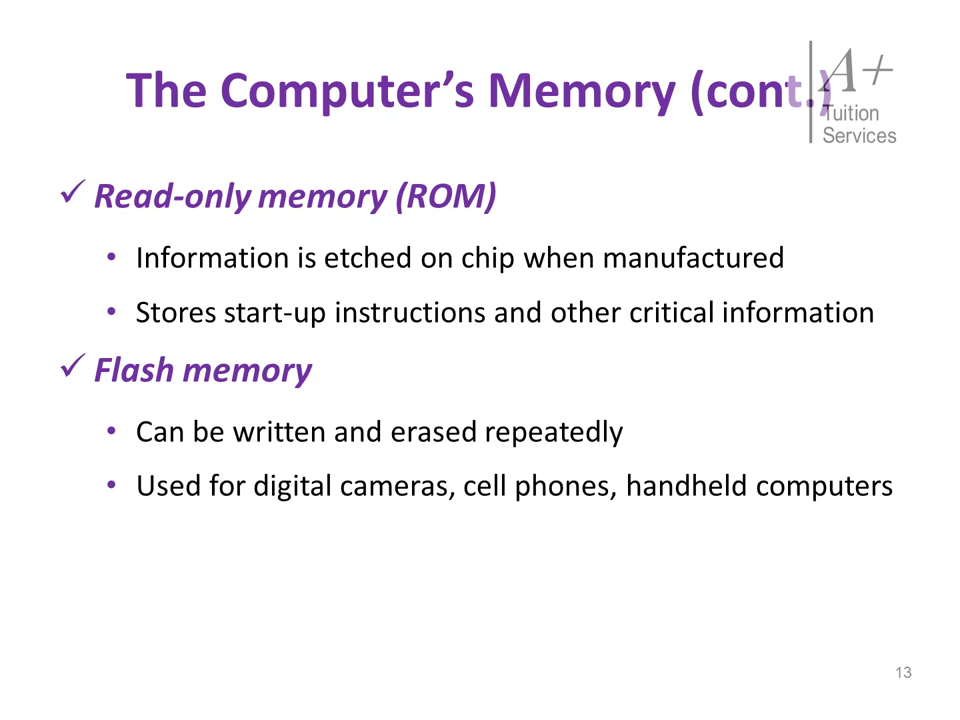 The Computer’s Memory (cont.)
A+
Tuition
Services
✓ Read-only memory (ROM)
• Information is etched on chip when manufactured
• Stores start-up instructions and other critical information
✓ Flash memory
• Can be written and erased repeatedly
• Used for digital cameras, cell phones, handheld computers
13